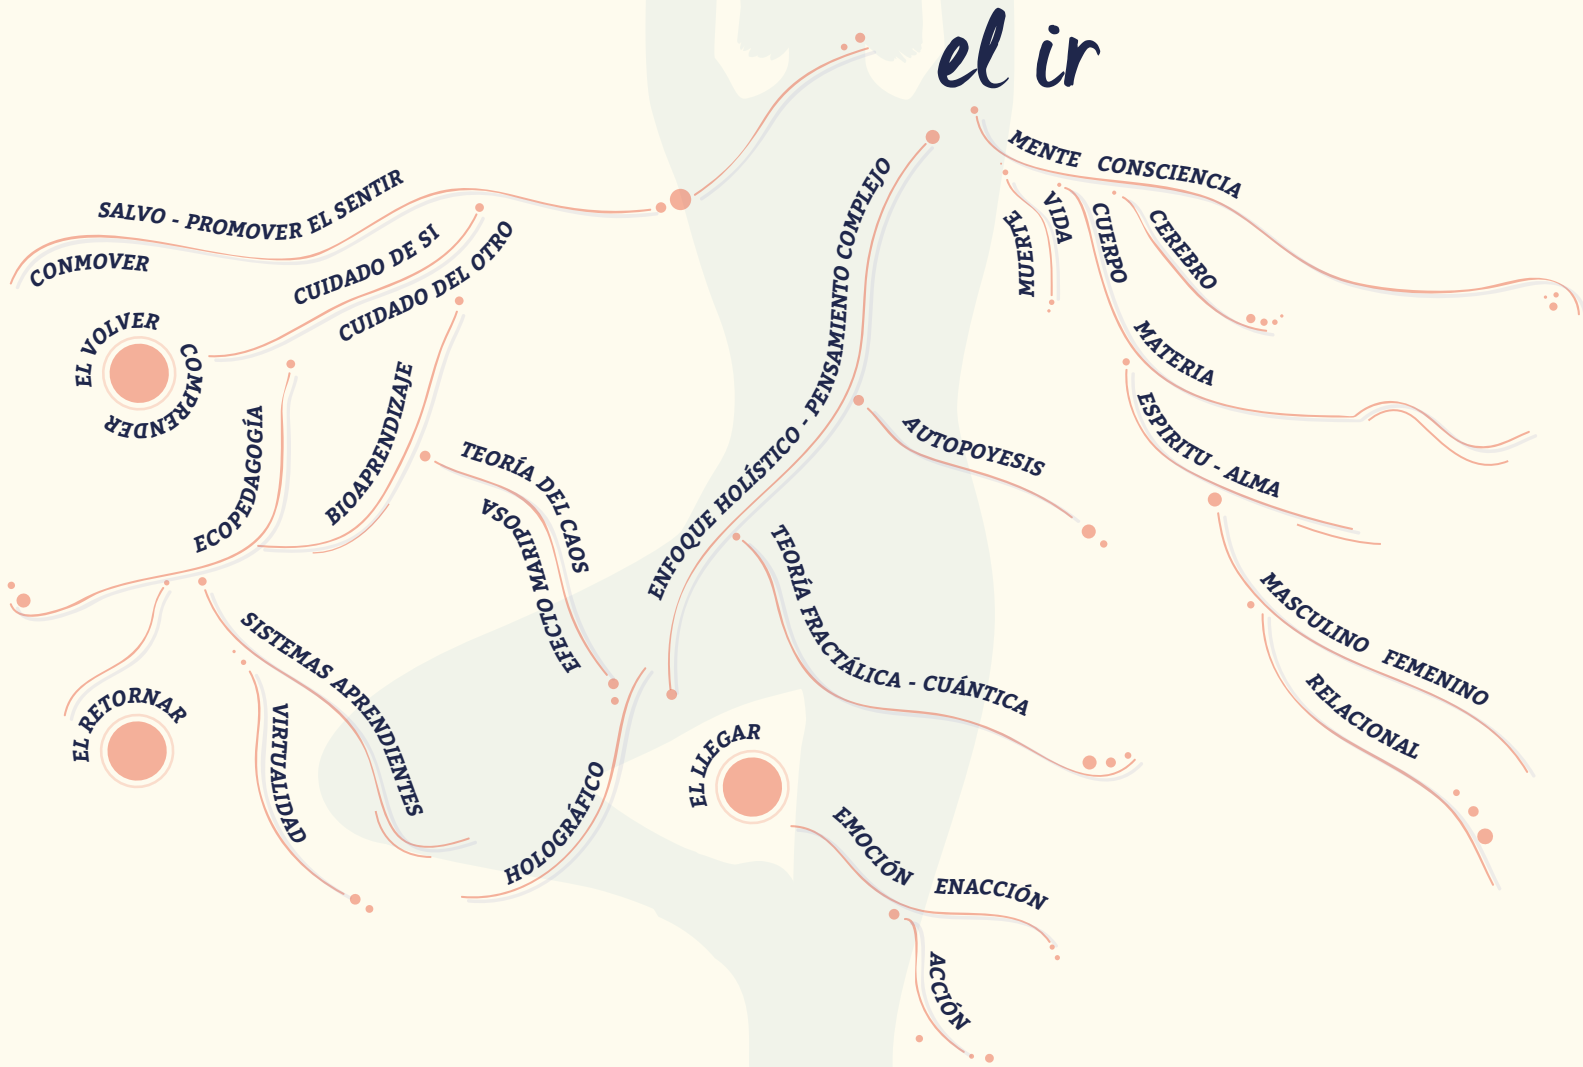 el ir
MENTE CONSCIENCIA
MUERTE
VIDA
CUERPO
CEREBRO
MATERIA
ESPIRITU - ALMA
MASCULINO FEMENINO
RELACIONAL
ENFOQUE HOLÍSTICO - PENSAMIENTO COMPLEJO
AUTOPOYESIS
TEORÍA FRACTÁLICA - CUÁNTICA
EL LLEGAR
EMOCIÓN
ENACCIÓN
ACCIÓN
SALVO - PROMOVER EL SENTIR
CONMOVER
CUIDADO DE SI
CUIDADO DEL OTRO
EL VOLVER
COMPRENDER
ECOPEDAGOGÍA
BIOAPRENDIZAJE
TEORÍA DEL CAOS
EFECTO MARIPOSA
SISTEMAS APRENDIENTES
VIRTUALIDAD
EL RETORNAR
HOLOGRÁFICO